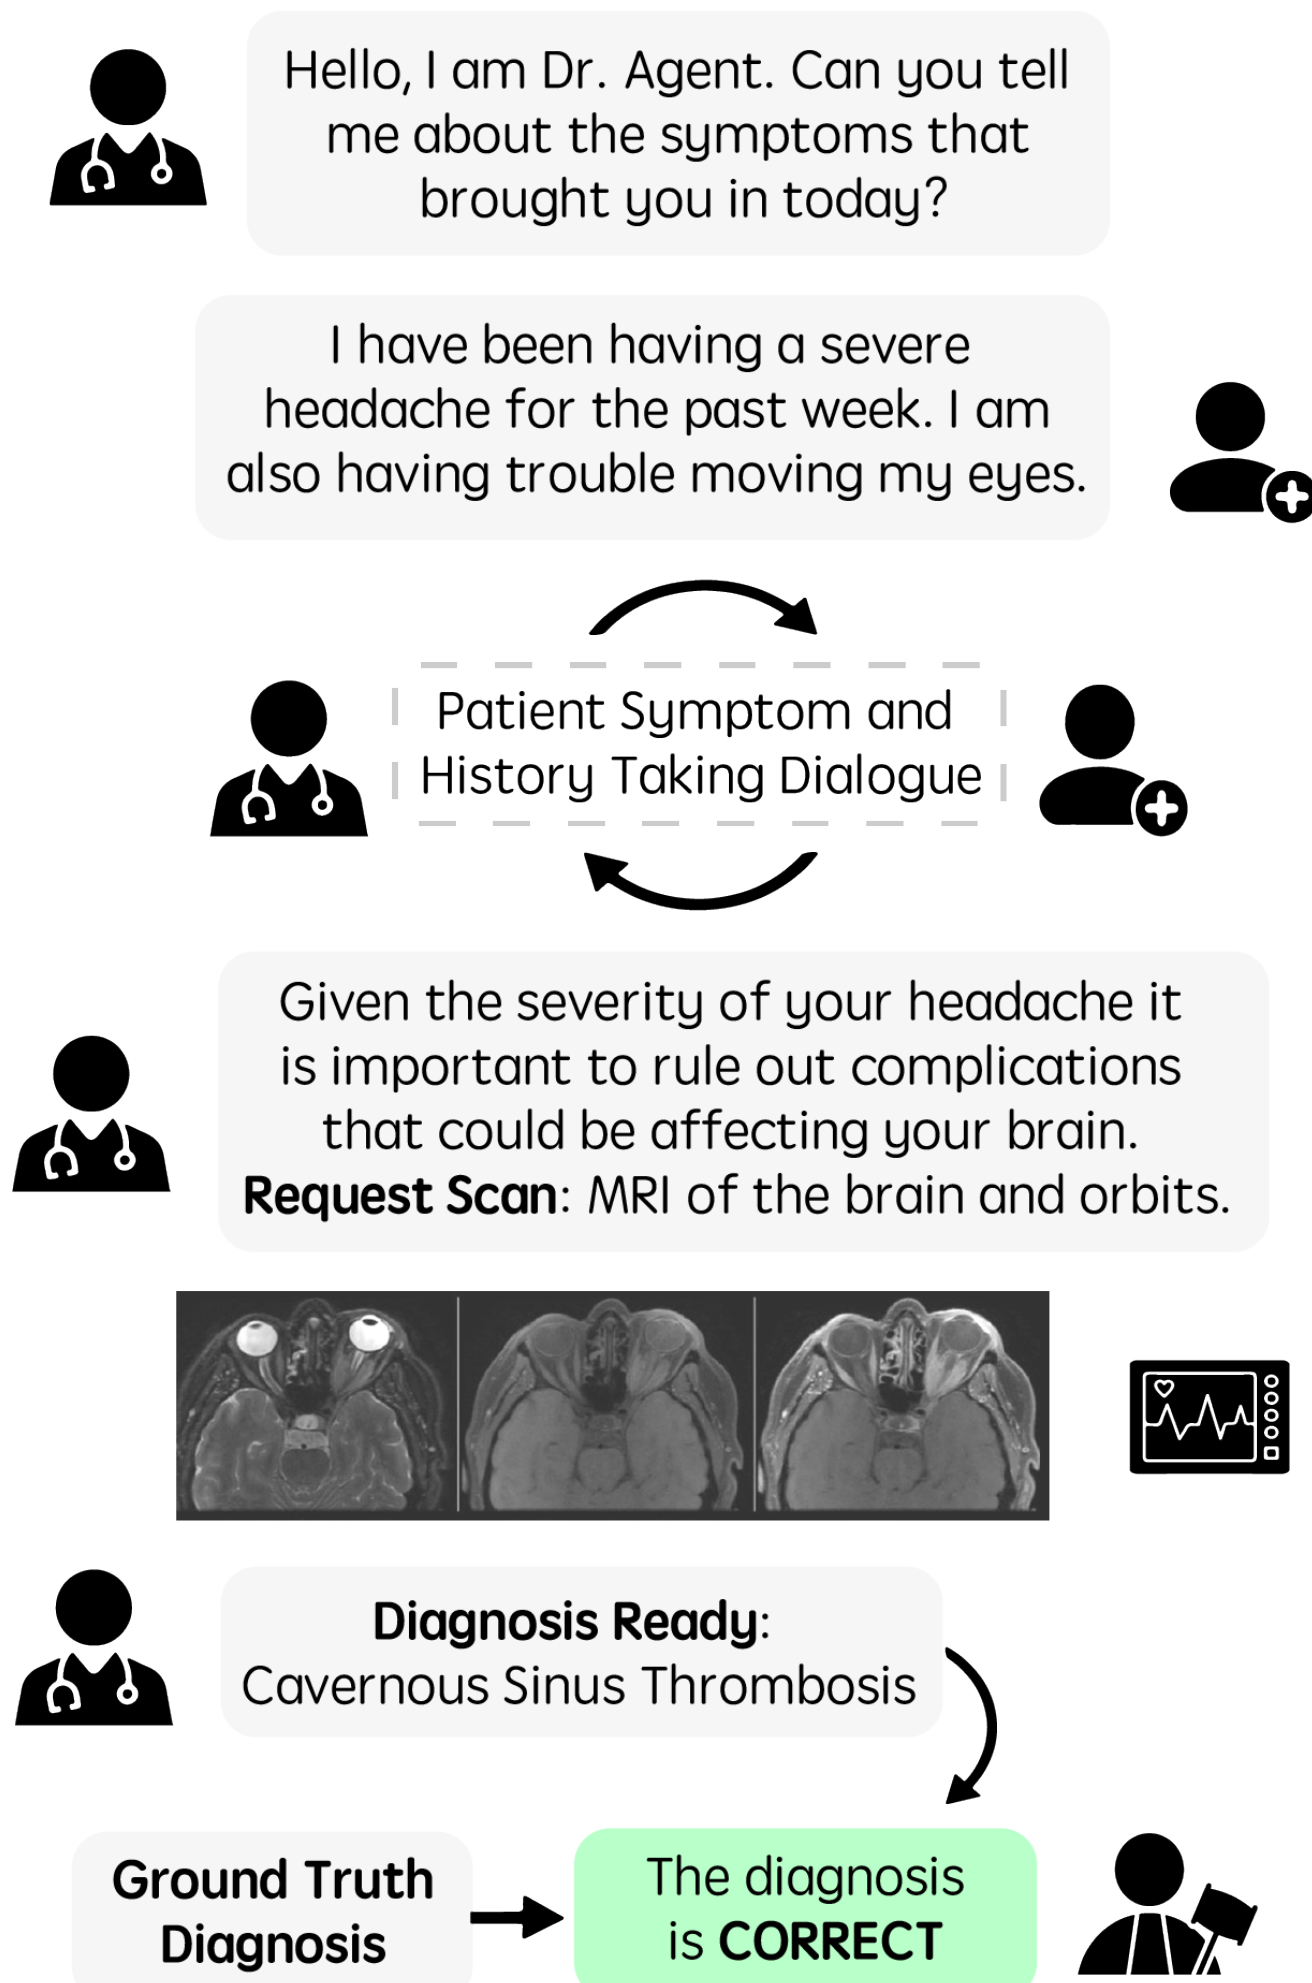 Hello, I am Dr. Agent. Can you tell
me about the symptoms that
brought you in today?
I have been having a severe
headache for the past week. I am
also having trouble moving my eyes.
Patient Symptom and
History Taking Dialogue
Given the severity of your headache it
is important to rule out complications
that could be affecting your brain.
Request Scan: MRI of the brain and orbits.
Diagnosis Ready:
Cavernous Sinus Thrombosis
Ground Truth
Diagnosis
The diagnosis
is CORRECT